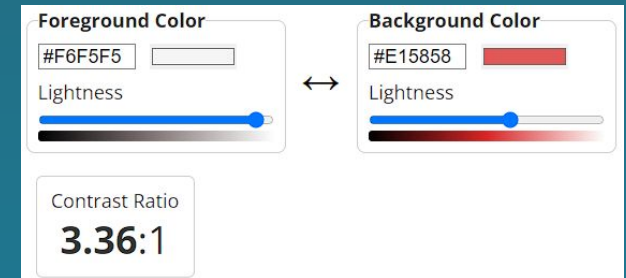 Foreground Color
#F6F5F5
Lightness
Background Color
#E15858
Lightness
Contrast Ratio
3.36:1